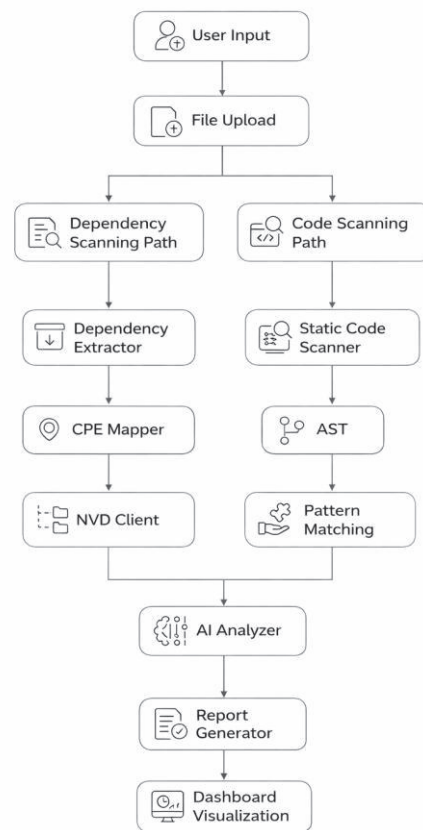 User Input
File Upload
Dependency
Scanning Path
Code Scanning
Path
Dependency
Extractor
Static Code
Scanner
CPE Mapper
AST
NVD Client
Pattern
Matching
AI Analyzer
Report
Generator
Dashboard
Visualization